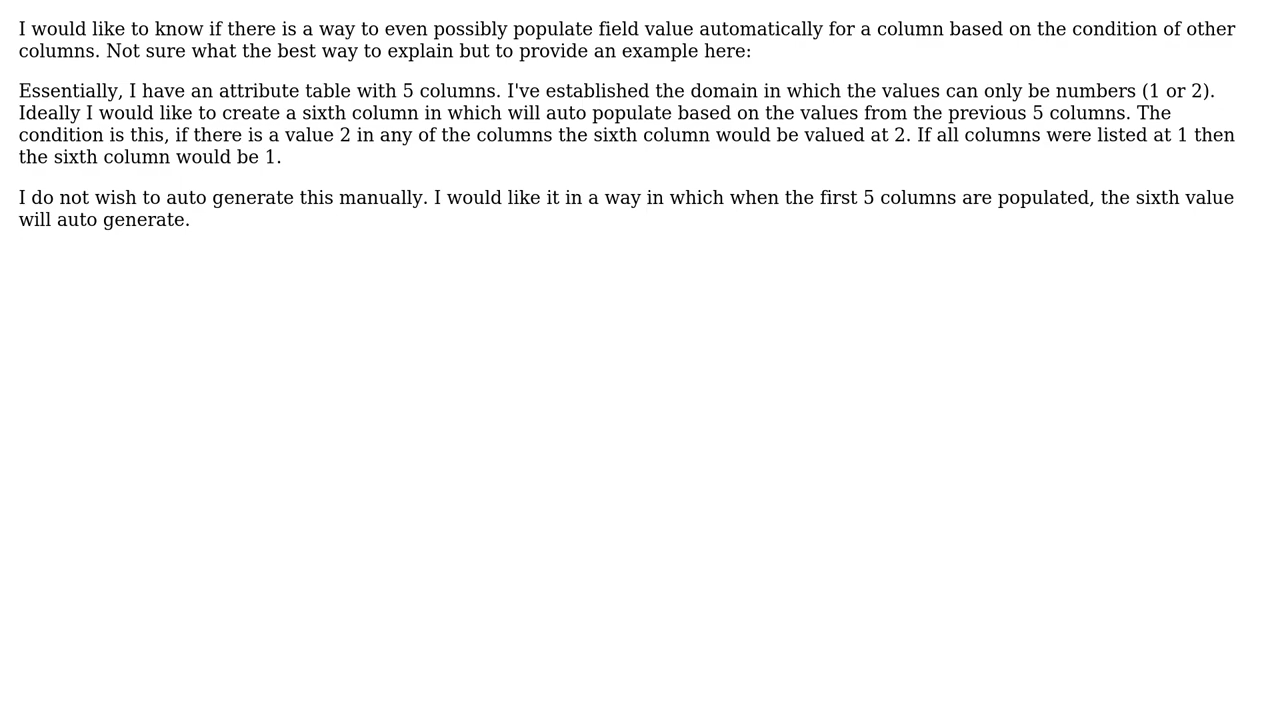 I would like to know if there is a way to even possibly populate field value automatically for a column based on the condition of other
columns. Not sure what the best way to explain but to provide an example here:
Essentially, I have an attribute table with 5 columns. I've established the domain in which the values can only be numbers (1 or 2).
Ideally I would like to create a sixth column in which will auto populate based on the values from the previous 5 columns. The
condition is this, if there is a value 2 in any of the columns the sixth column would be valued at 2. If all columns were listed at 1 then
the sixth column would be 1.
I do not wish to auto generate this manually. I would like it in a way in which when the first 5 columns are populated, the sixth value
will auto generate.